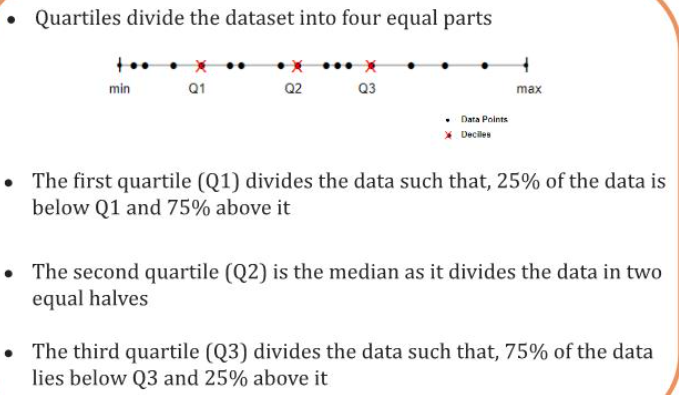 • Quartiles divide the dataset into four equal parts
min Q1 Q2 Q3 max
Data Points
Deciles
• The first quartile (Q1) divides the data such that, 25% of the data is
below Q1 and 75% above it
• The second quartile (Q2) is the median as it divides the data in two
equal halves
• The third quartile (Q3) divides the data such that, 75% of the data
lies below Q3 and 25% above it